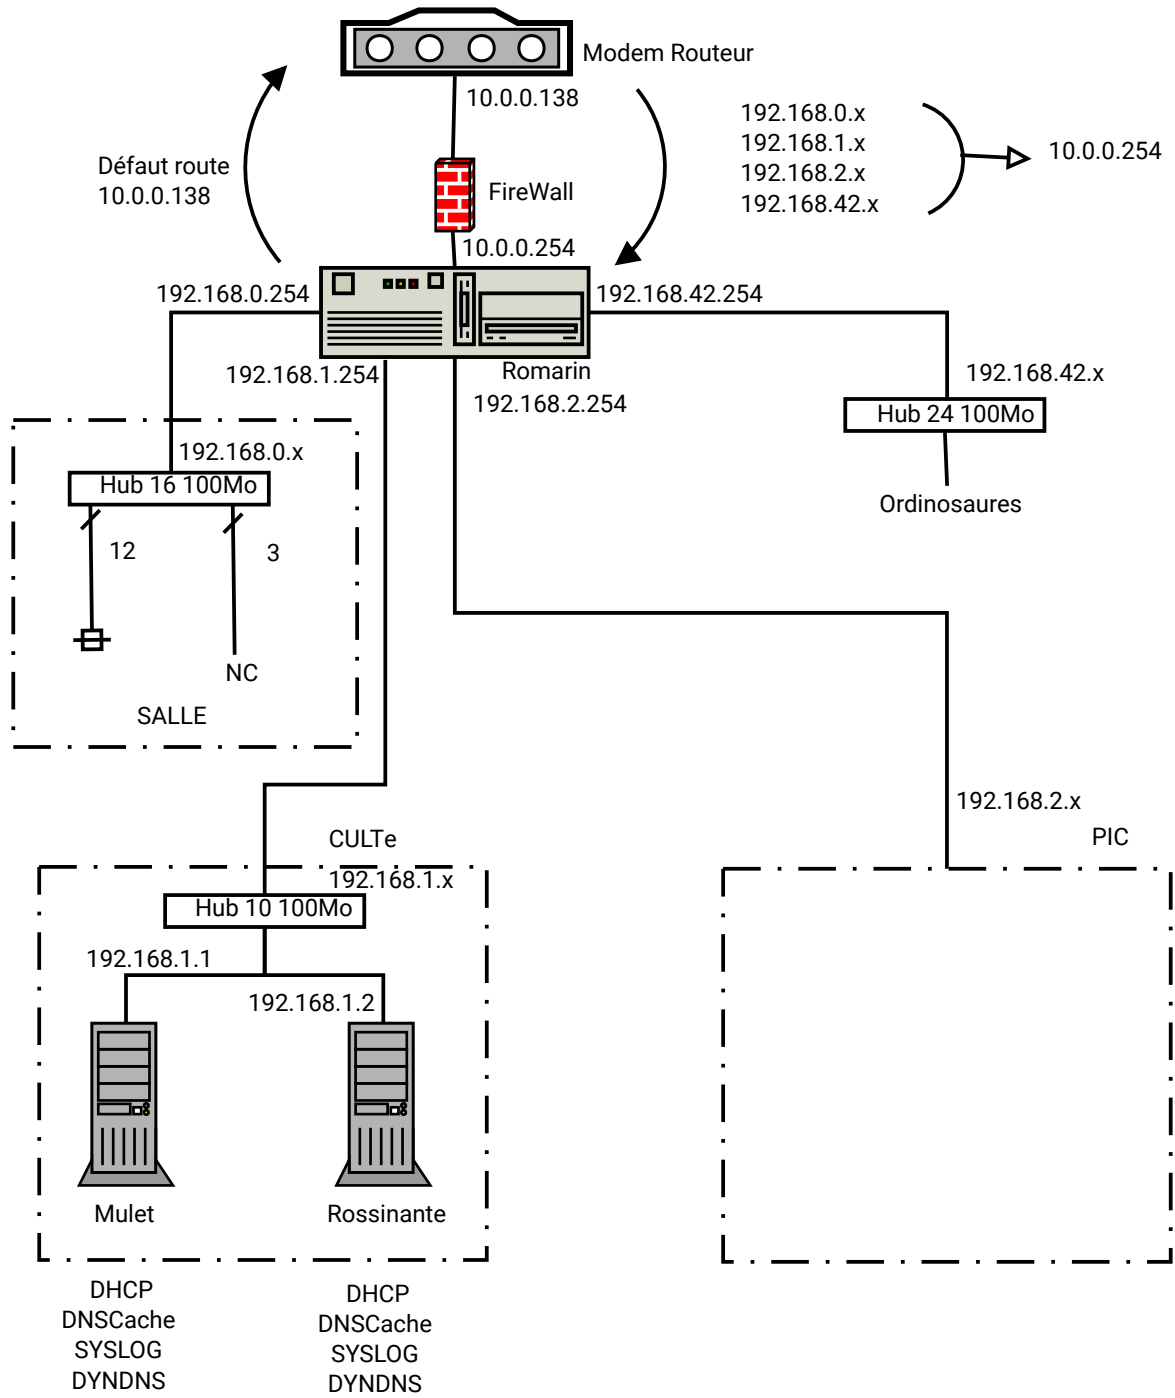 Modem Routeur
10.0.0.138
192.168.0.x
192.168.1.x
192.168.2.x
192.168.42.x
10.0.0.254
Défaut route
10.0.0.138
FireWall
10.0.0.254
192.168.0.254
192.168.42.254
192.168.1.254
Romarin
192.168.2.254
192.168.42.x
Hub 24 100Mo
Ordinosaures
192.168.0.x
Hub 16 100Mo
12
3
NC
SALLE
192.168.2.x
PIC
CULTe
192.168.1.x
Hub 10 100Mo
192.168.1.1
192.168.1.2
Mulet
Rossinante
DHCP
DNSCache
SYSLOG
DYNDNS
DHCP
DNSCache
SYSLOG
DYNDNS